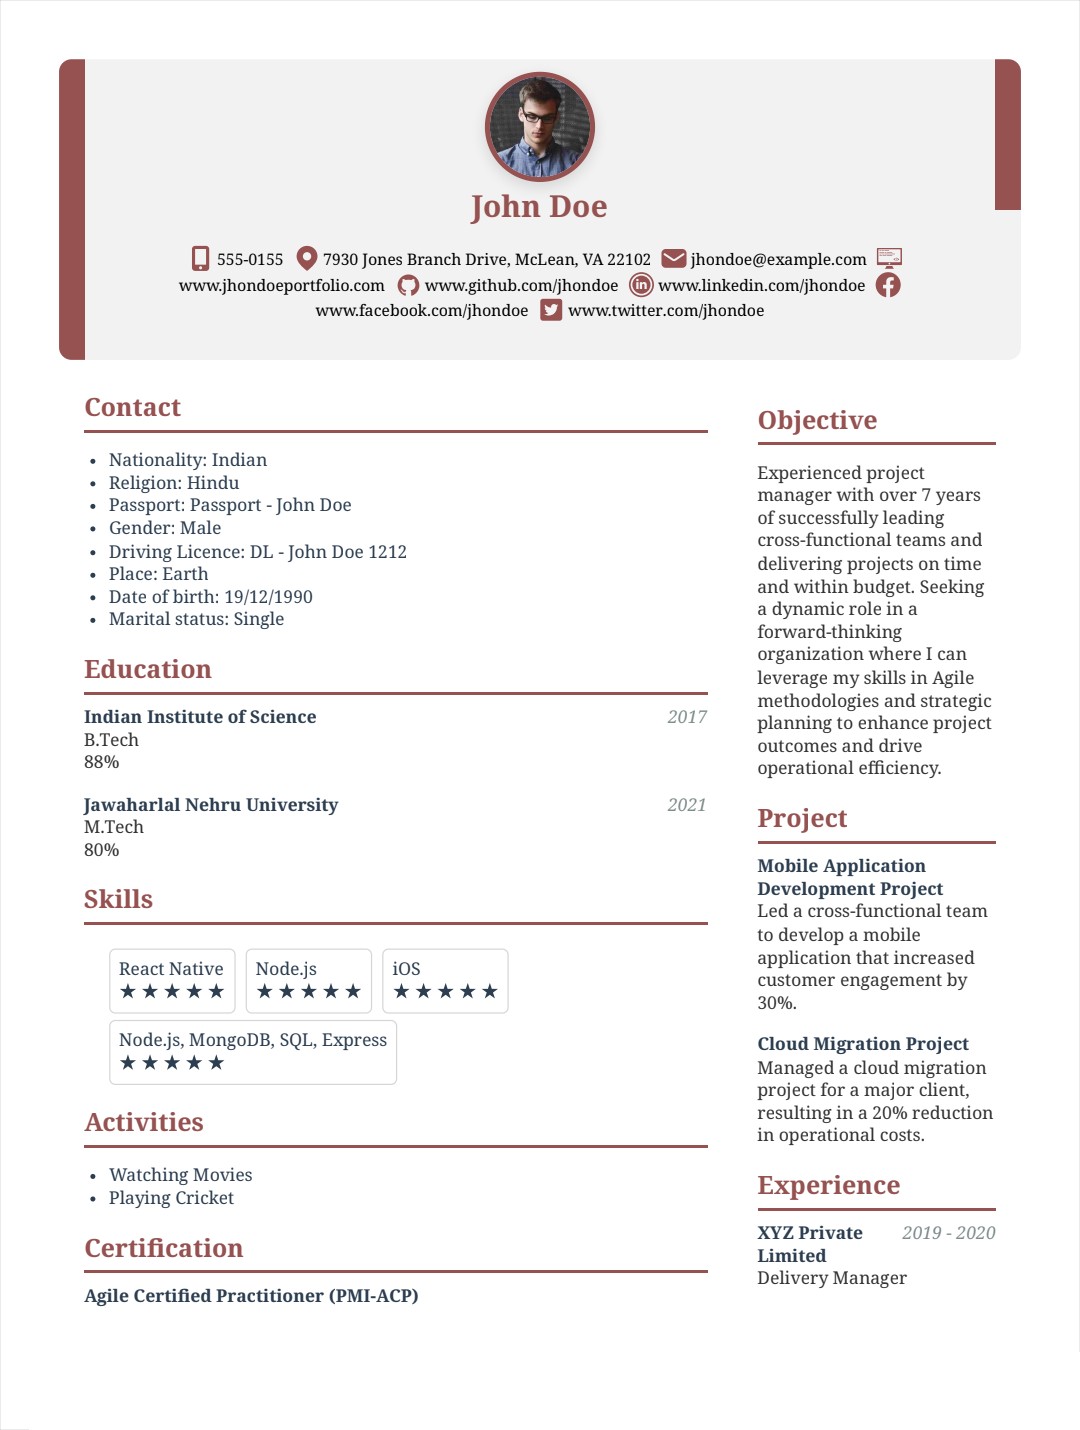 John Doe
555-0155 7930 Jones Branch Drive, McLean, VA 22102 jhondoe@example.com
www.jhondoeportfolio.com www.github.com/jhondoe www.linkedin.com/jhondoe
www.facebook.com/jhondoe www.twitter.com/jhondoe
Contact
• Nationality: Indian
• Religion: Hindu
• Passport: Passport - John Doe
• Gender: Male
• Driving Licence: DL - John Doe 1212
• Place: Earth
• Date of birth: 19/12/1990
• Marital status: Single
Education
Indian Institute of Science 2017
B.Tech
88%
Jawaharlal Nehru University 2021
M.Tech
80%
Skills
React Native Node.js iOS
★★★★★ ★★★★★ ★★★★★
Node.js, MongoDB, SQL, Express
★★★★★
Activities
• Watching Movies
• Playing Cricket
Certification
Agile Certified Practitioner (PMI-ACP)
Objective
Experienced project
manager with over 7 years
of successfully leading
cross-functional teams and
delivering projects on time
and within budget. Seeking
a dynamic role in a
forward-thinking
organization where I can
leverage my skills in Agile
methodologies and strategic
planning to enhance project
outcomes and drive
operational efficiency.
Project
Mobile Application
Development Project
Led a cross-functional team
to develop a mobile
application that increased
customer engagement by
30%.
Cloud Migration Project
Managed a cloud migration
project for a major client,
resulting in a 20% reduction
in operational costs.
Experience
XYZ Private 2019 - 2020
Limited
Delivery Manager